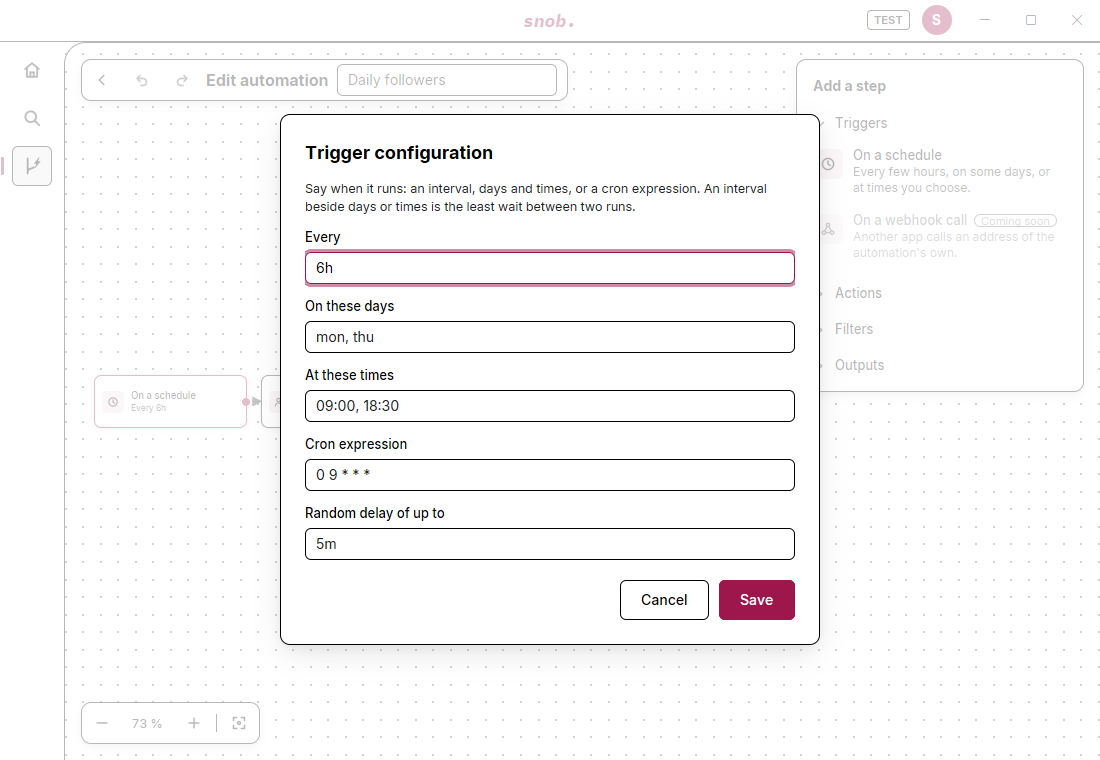 snob.
TEST
S
Edit automation
Daily followers
Add a step
Triggers
On a schedule
Every few hours, on some days, or
at times you choose.
On a webhook call
Coming soon
Another app calls an address of the
automation's own.
Actions
Filters
Outputs
Trigger configuration
Say when it runs: an interval, days and times, or a cron expression. An interval
beside days or times is the least wait between two runs.
Every
6h
On these days
mon, thu
At these times
09:00, 18:30
Cron expression
0 9 * * *
Random delay of up to
5m
Cancel
Save
On a schedule
Every 6h
73 %